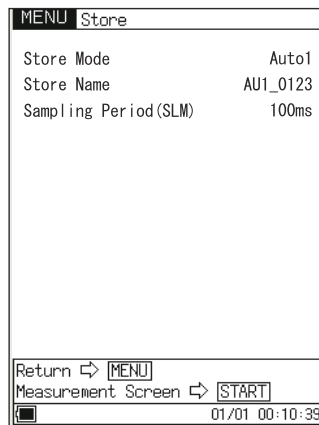 MENU Store
Store Mode Auto1
Store Name AU1_0123
Sampling Period(SLM) 100ms
Return ⇨ MENU
Measurement Screen ⇨ START
01/01 00:10:39